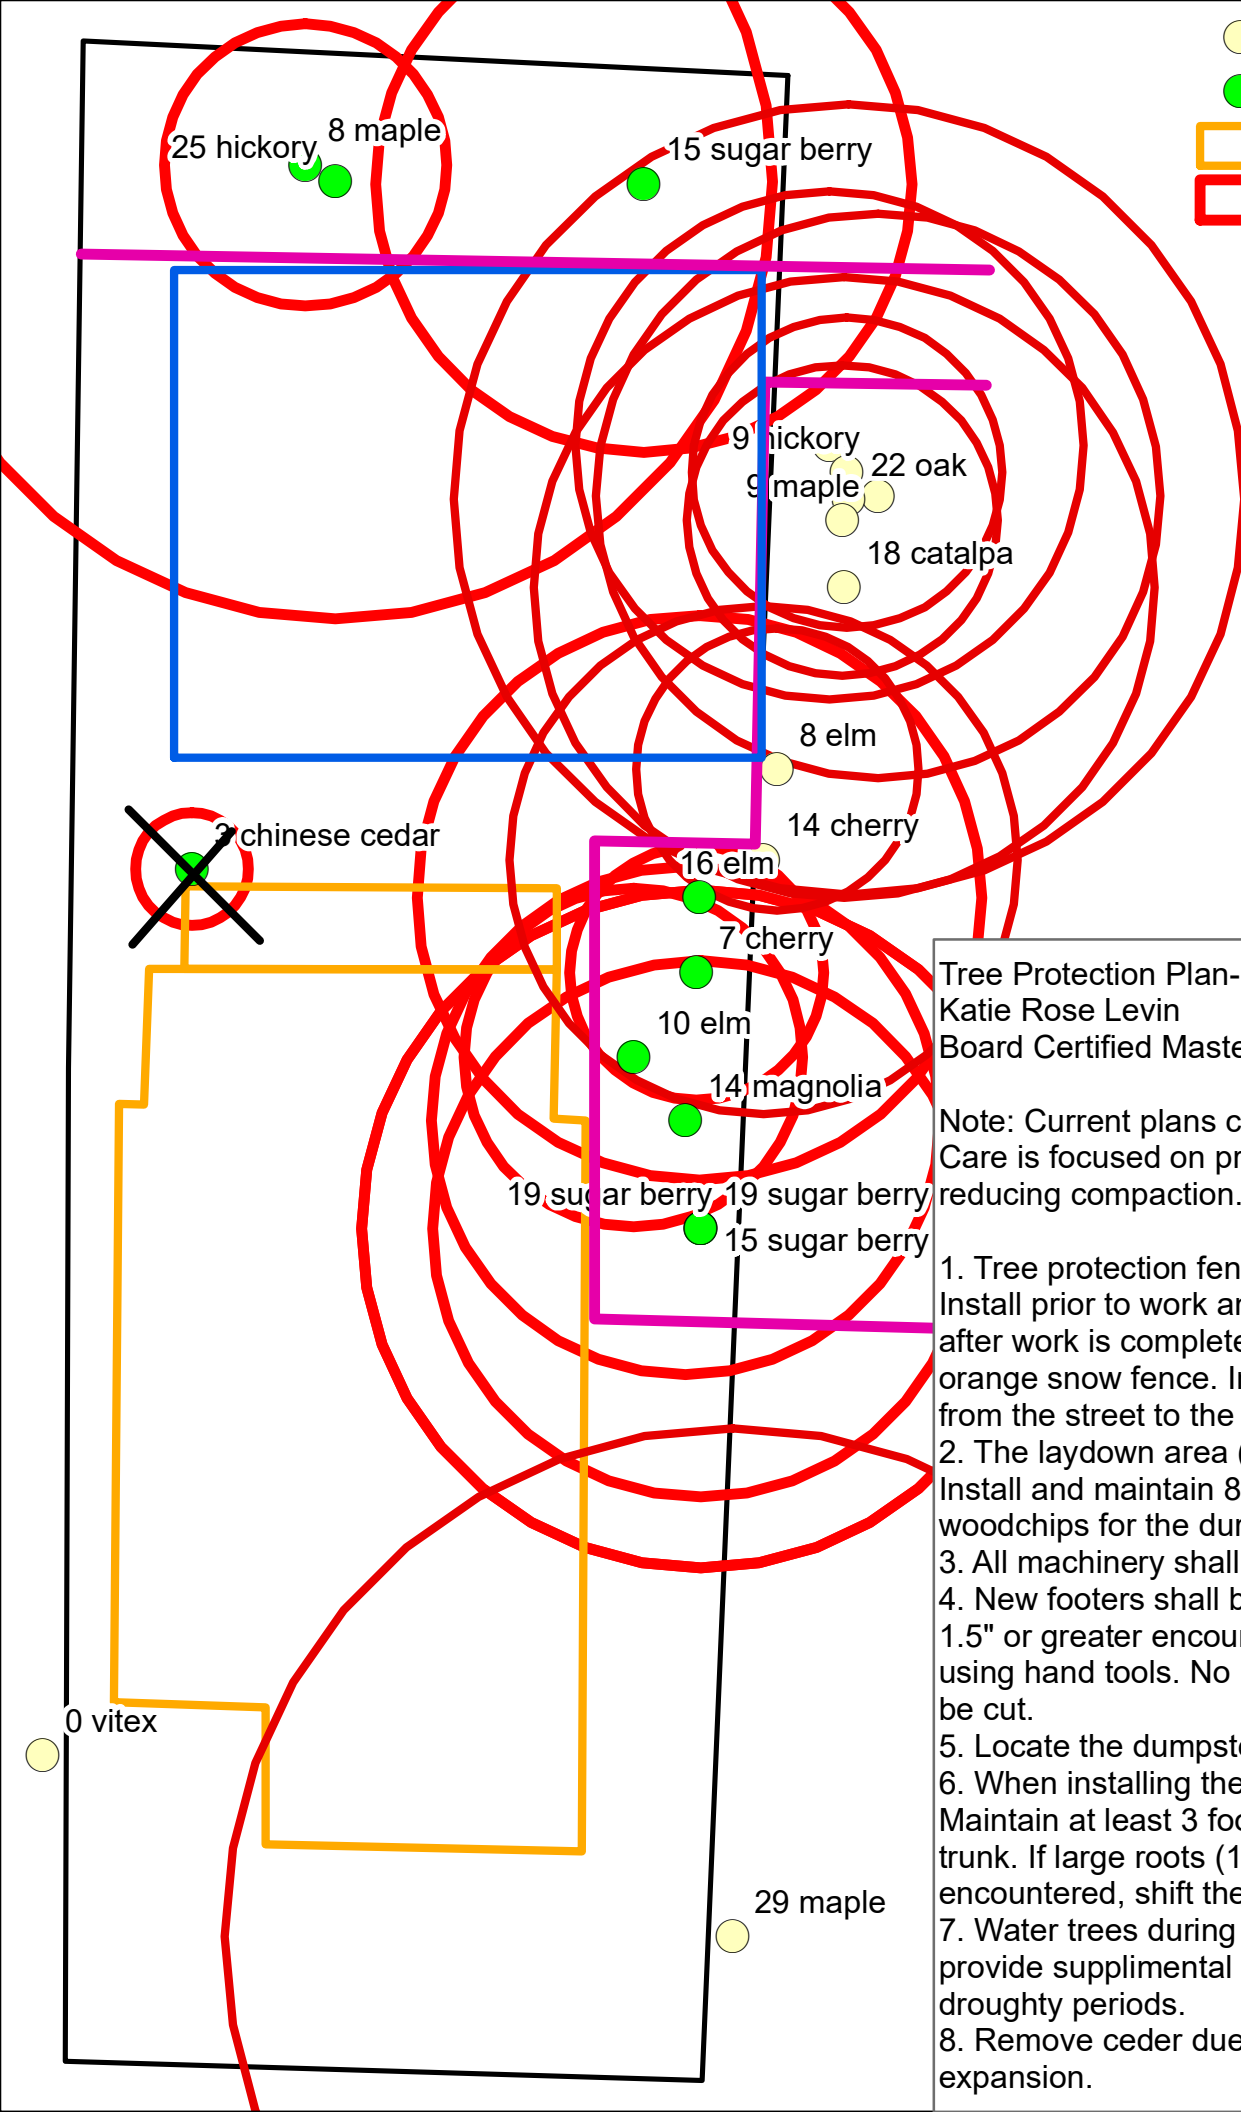 25 hickory
8 maple
15 sugar berry
9 hickory
22 oak
9 maple
18 catalpa
8 elm
14 cherry
3 chinese cedar
16 elm
7 cherry
10 elm
14 magnolia
19 sugar berry
19 sugar berry
15 sugar berry
0 vitex
29 maple
Tree Protection Plan-
Katie Rose Levin
Board Certified Maste
Note: Current plans c
Care is focused on pr
reducing compaction.
1. Tree protection fen
Install prior to work an
after work is complete
orange snow fence. In
from the street to the
2. The laydown area (
Install and maintain 8
woodchips for the dur
3. All machinery shall
4. New footers shall b
1.5" or greater encour
using hand tools. No
be cut.
5. Locate the dumpste
6. When installing the
Maintain at least 3 foo
trunk. If large roots (1
encountered, shift the
7. Water trees during
provide supplimental
droughty periods.
8. Remove ceder due
expansion.